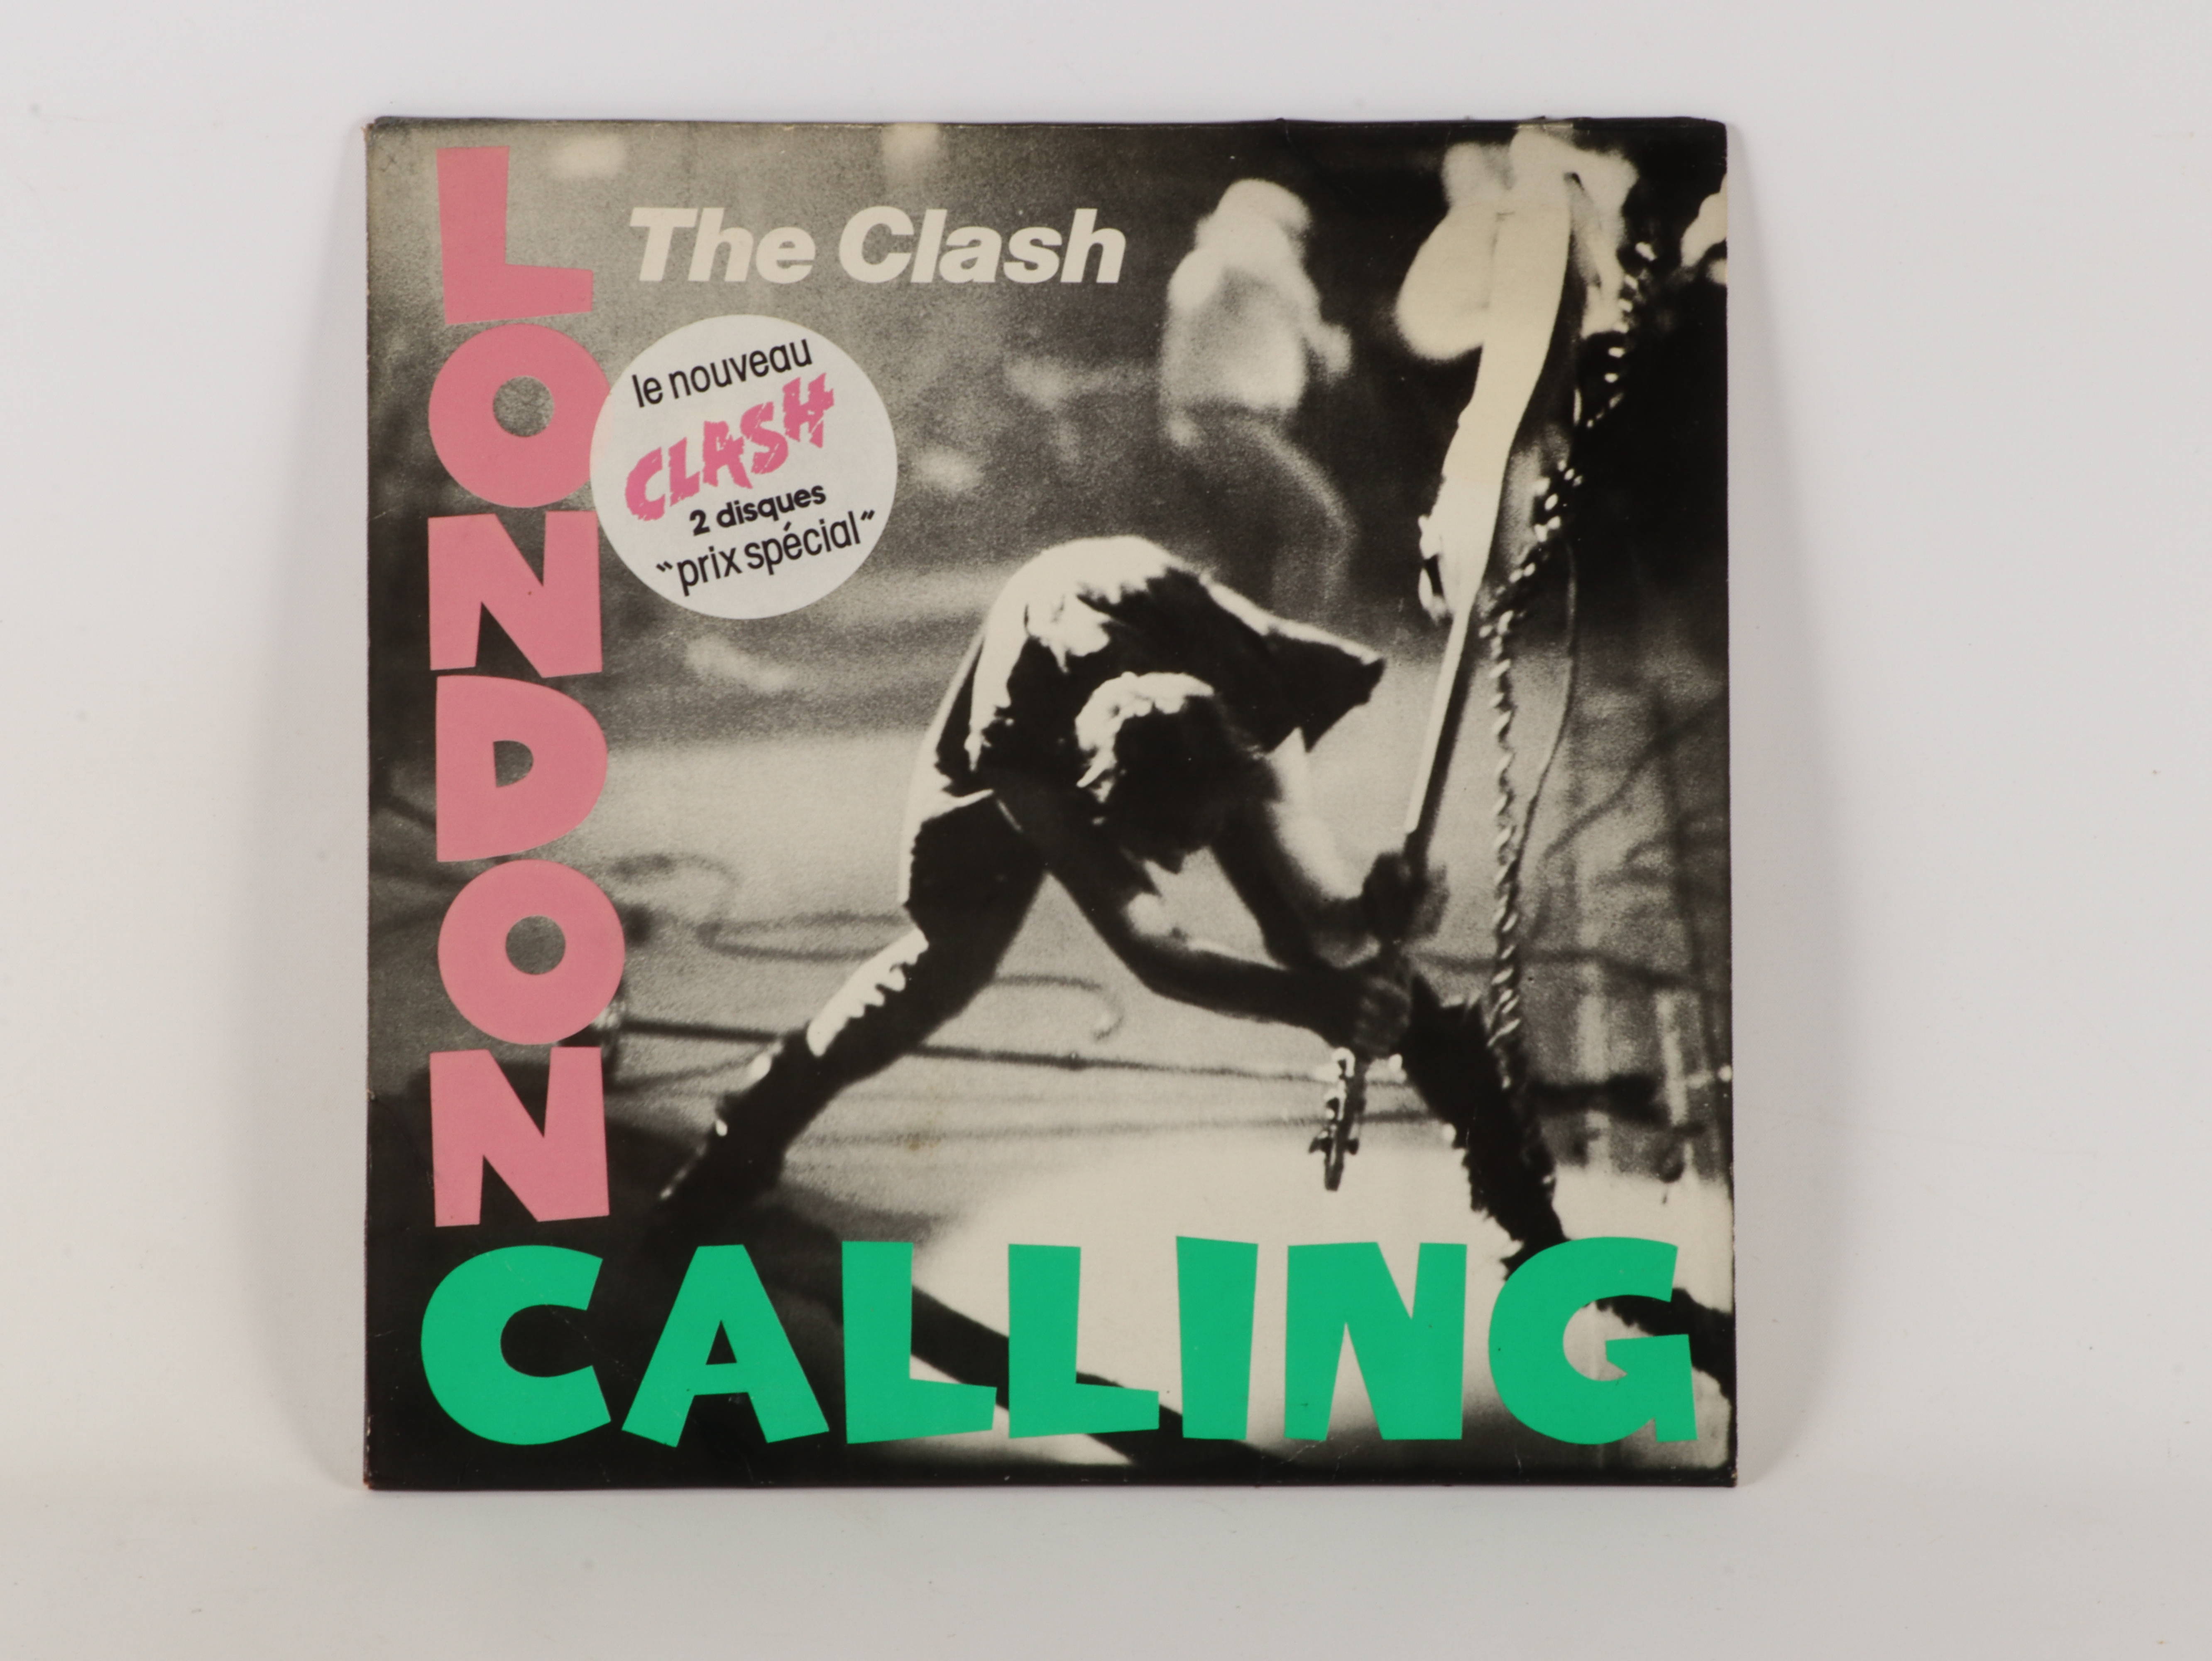 The Clash
LONDON
CALLING
le nouveau
CLASH
2 disques
"prix spécial"